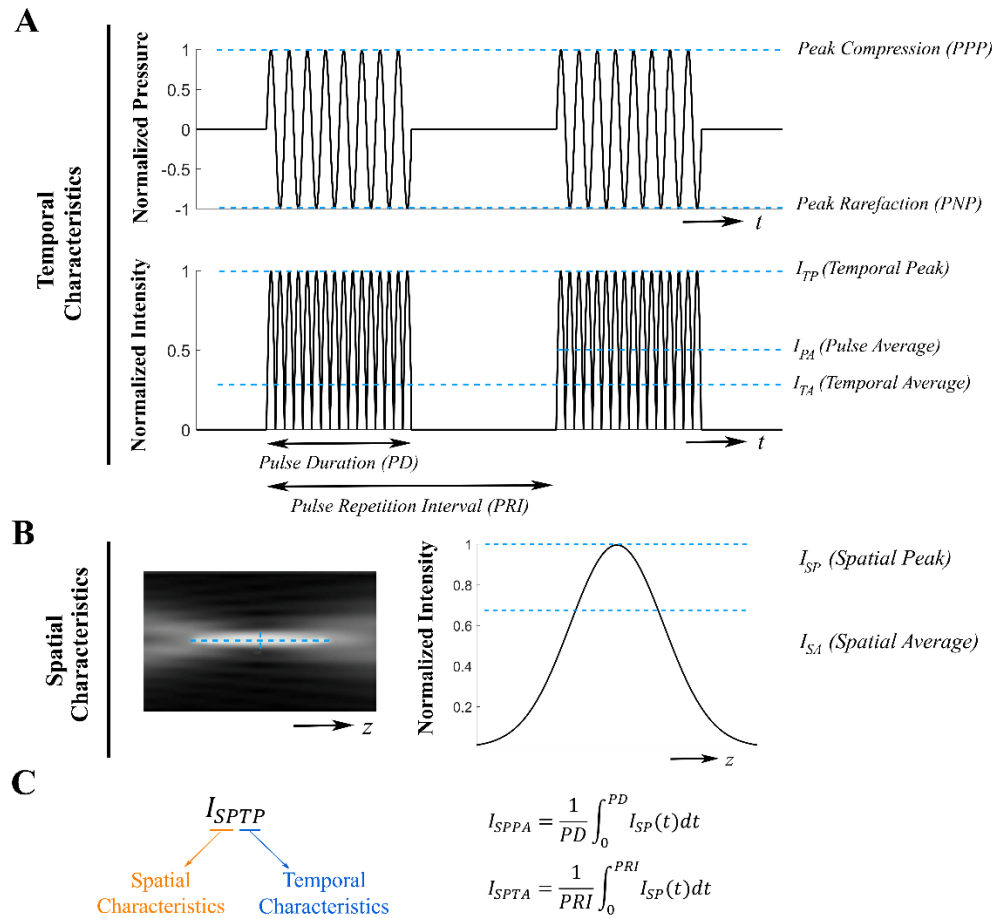 A
Temporal
Characteristics
Normalized Pressure
1
0.5
0
-0.5
-1
Peak Compression (PPP)
Peak Rarefaction (PNP)
t
Normalized Intensity
1
0.5
0
I_TP (Temporal Peak)
I_PA (Pulse Average)
I_TA (Temporal Average)
t
Pulse Duration (PD)
Pulse Repetition Interval (PRI)
B
Spatial
Characteristics
z
Normalized Intensity
1
0.8
0.6
0.4
0.2
I_SP (Spatial Peak)
I_SA (Spatial Average)
z
C
I_SPTP
Spatial
Characteristics
Temporal
Characteristics
I_SPPA = 1/PD ∫_0^PD I_SP(t)dt
I_SPTA = 1/PRI ∫_0^PRI I_SP(t)dt